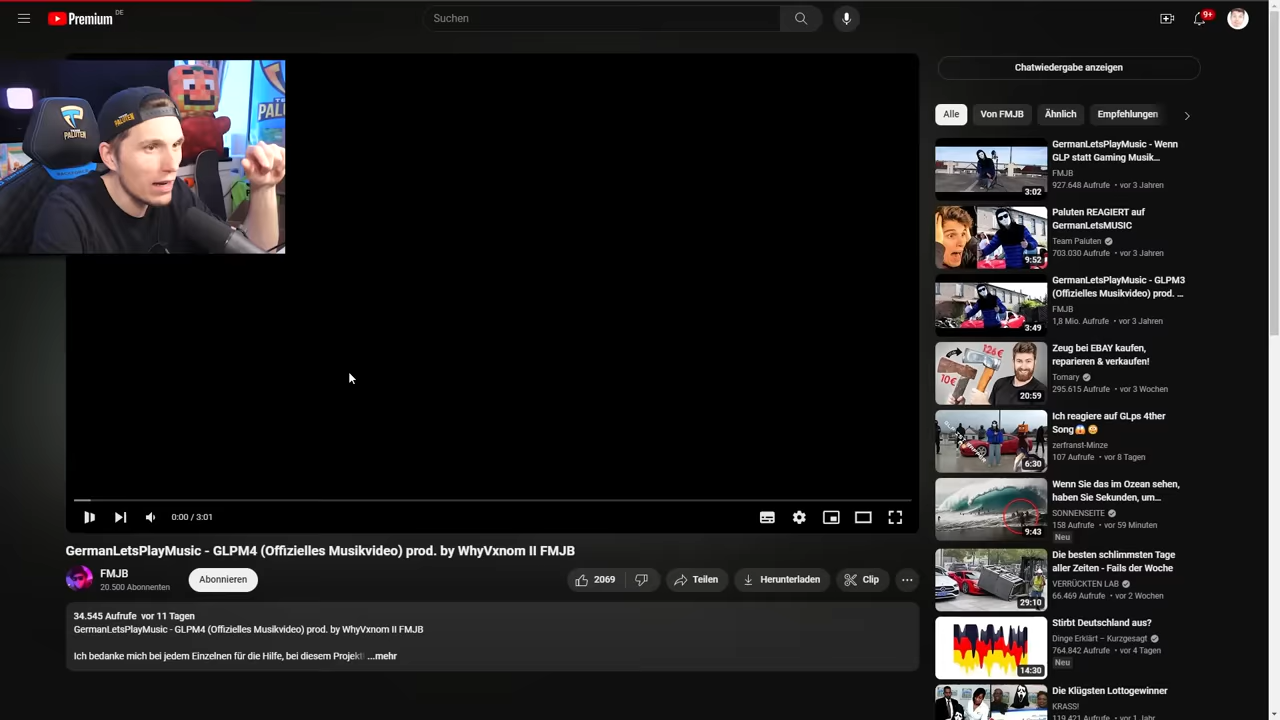 Premium DE
Suchen
9+
PALUTEN
PALUTEN
0:00 / 3:01
GermanLetsPlayMusic - GLPM4 (Offizielles Musikvideo) prod. by WhyVxnom II FMJB
FMJB
20.500 Abonnenten
Abonnieren
2069
Teilen
Herunterladen
Clip
34.545 Aufrufe vor 11 Tagen
GermanLetsPlayMusic - GLPM4 (Offizielles Musikvideo) prod. by WhyVxnom II FMJB
Ich bedanke mich bei jedem Einzelnen für die Hilfe, bei diesem Projekt ...mehr
Chatwiedergabe anzeigen
Alle
Von FMJB
Ähnlich
Empfehlungen
3:02
GermanLetsPlayMusic - Wenn
GLP statt Gaming Musik...
FMJB
927.648 Aufrufe • vor 3 Jahren
9:52
Paluten REAGIERT auf
GermanLetsMUSIC
Team Paluten
703.030 Aufrufe • vor 3 Jahren
3:49
GermanLetsPlayMusic - GLPM3
(Offizielles Musikvideo) prod. ...
FMJB
1,8 Mio. Aufrufe • vor 3 Jahren
10€
126€
20:59
Zeug bei EBAY kaufen,
reparieren & verkaufen!
Tomary
295.615 Aufrufe • vor 3 Wochen
6:30
Ich reagiere auf GLps 4ther
Song😱😳
zerfranst-Minze
107 Aufrufe • vor 8 Tagen
9:43
Wenn Sie das im Ozean sehen,
haben Sie Sekunden, um...
SONNENSEITE
158 Aufrufe • vor 59 Minuten
Neu
29:10
Die besten schlimmsten Tage
aller Zeiten - Fails der Woche
VERRÜCKTEN LAB
66.469 Aufrufe • vor 2 Wochen
14:30
Stirbt Deutschland aus?
Dinge Erklärt – Kurzgesagt
764.842 Aufrufe • vor 4 Tagen
Neu
Die Klügsten Lottogewinner
KRASS!
119.421 Aufrufe • vor 1 Jahr